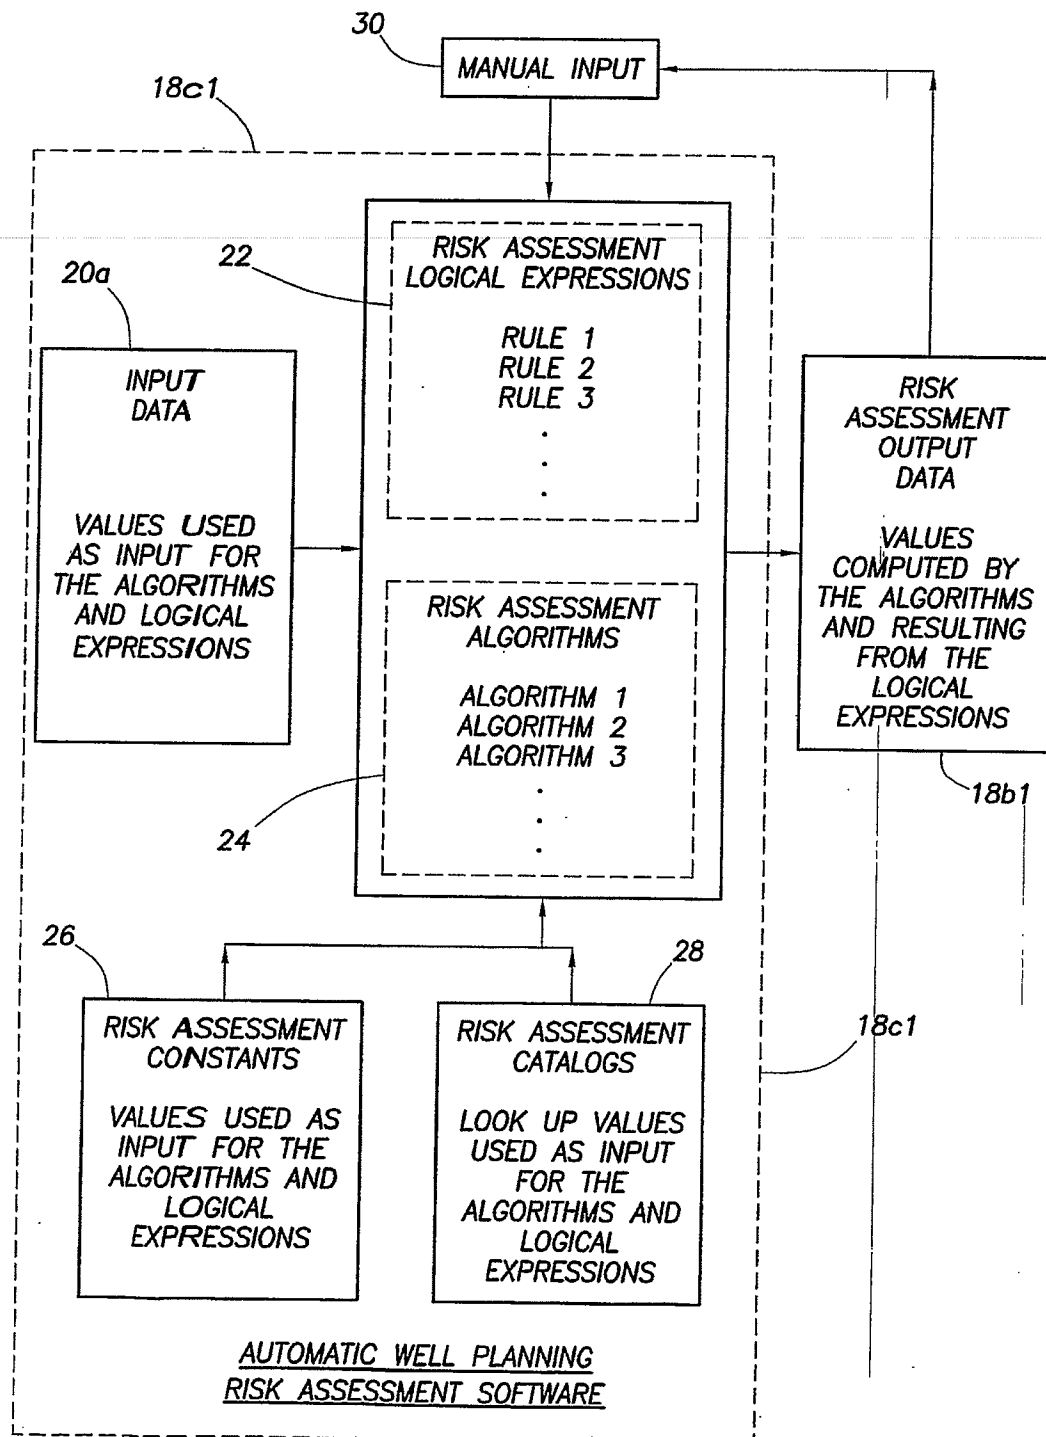 30
MANUAL INPUT
18c1
22
RISK ASSESSMENT
LOGICAL EXPRESSIONS
RULE 1
RULE 2
RULE 3
.
.
.
20a
INPUT
DATA
VALUES USED
AS INPUT FOR
THE ALGORITHMS
AND LOGICAL
EXPRESSIONS
RISK
ASSESSMENT
OUTPUT
DATA
VALUES
COMPUTED BY
THE ALGORITHMS
AND RESULTING
FROM THE
LOGICAL
EXPRESSIONS
18b1
RISK ASSESSMENT
ALGORITHMS
ALGORITHM 1
ALGORITHM 2
ALGORITHM 3
.
.
.
24
26
RISK ASSESSMENT
CONSTANTS
VALUES USED AS
INPUT FOR THE
ALGORITHMS AND
LOGICAL
EXPRESSIONS
28
RISK ASSESSMENT
CATALOGS
LOOK UP VALUES
USED AS INPUT
FOR THE
ALGORITHMS AND
LOGICAL
EXPRESSIONS
18c1
AUTOMATIC WELL PLANNING
RISK ASSESSMENT SOFTWARE